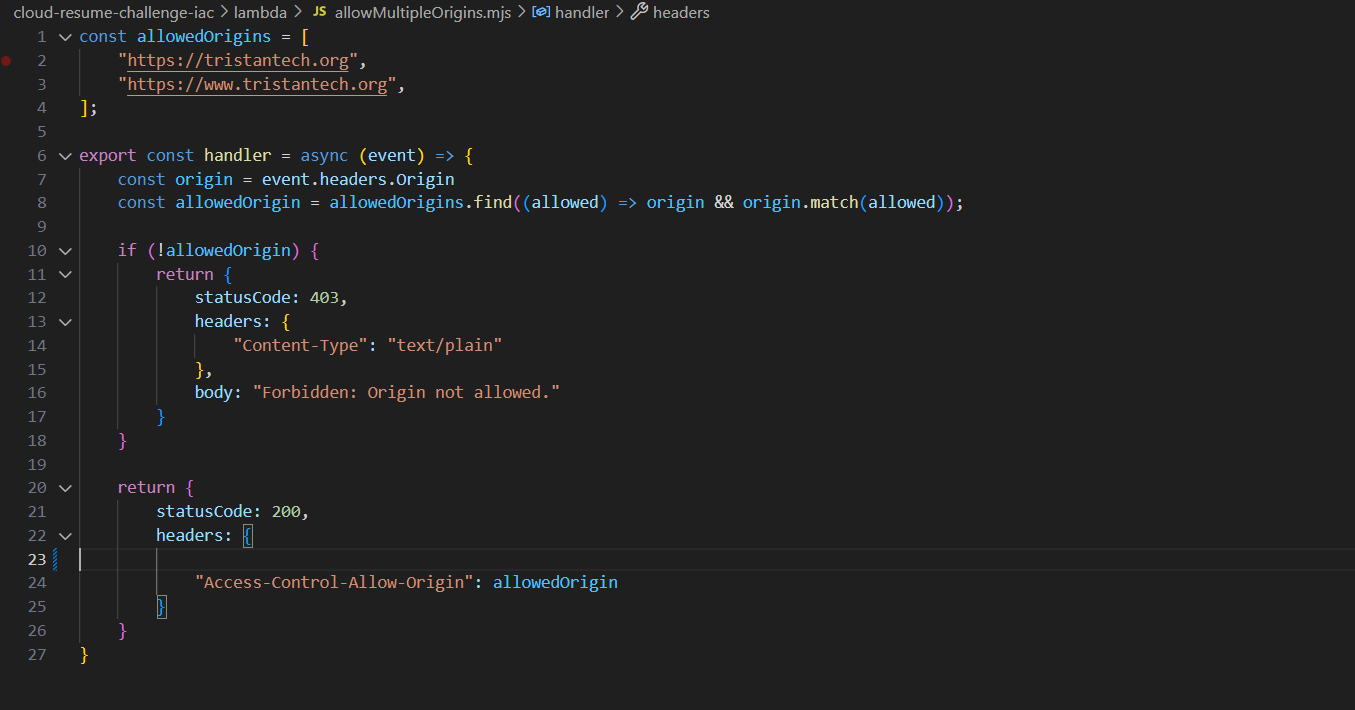 cloud-resume-challenge-iac > lambda > JS allowMultipleOrigins.mjs > handler > headers
1 const allowedOrigins = [
2 "https://tristantech.org",
3 "https://www.tristantech.org",
4 ];
5
6 export const handler = async (event) => {
7 const origin = event.headers.Origin
8 const allowedOrigin = allowedOrigins.find((allowed) => origin && origin.match(allowed));
9
10 if (!allowedOrigin) {
11 return {
12 statusCode: 403,
13 headers: {
14 "Content-Type": "text/plain"
15 },
16 body: "Forbidden: Origin not allowed."
17 }
18 }
19
20 return {
21 statusCode: 200,
22 headers: {
23
24 "Access-Control-Allow-Origin": allowedOrigin
25 }
26 }
27 }